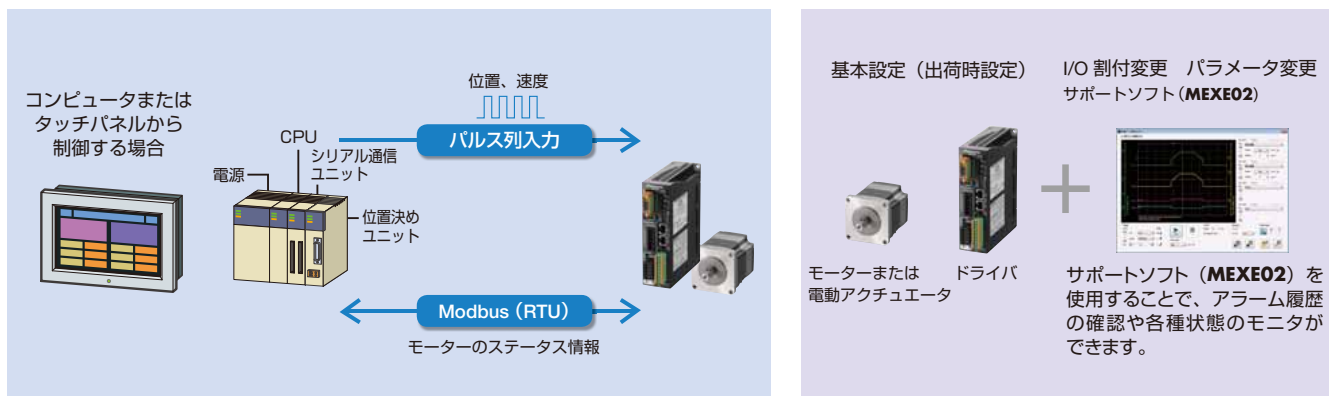 コンピュータまたは
タッチパネルから
制御する場合
電源
CPU
シリアル通信
ユニット
位置決め
ユニット
位置、速度
パルス列入力
Modbus（RTU）
モーターのステータス情報
基本設定（出荷時設定）
I/O 割付変更　パラメータ変更
サポートソフト（MEXE02）
モーターまたは
電動アクチュエータ
ドライバ
サポートソフト（MEXE02）を
使用することで、アラーム履歴
の確認や各種状態のモニタが
できます。